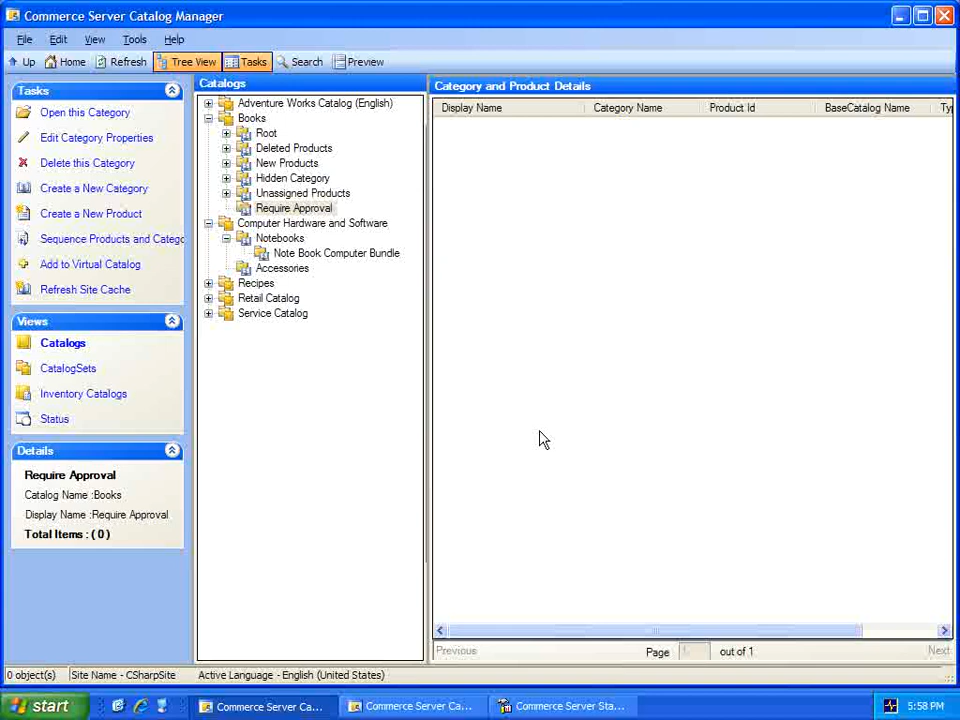 Commerce Server Catalog Manager
File Edit View Tools Help
Up Home Refresh Tree View Tasks Search Preview
Tasks
Open this Category
Edit Category Properties
Delete this Category
Create a New Category
Create a New Product
Sequence Products and Catego
Add to Virtual Catalog
Refresh Site Cache
Views
Catalogs
CatalogSets
Inventory Catalogs
Status
Details
Require Approval
Catalog Name :Books
Display Name :Require Approval
Total Items : ( 0 )
Catalogs
Adventure Works Catalog (English)
Books
Root
Deleted Products
New Products
Hidden Category
Unassigned Products
Require Approval
Computer Hardware and Software
Notebooks
Note Book Computer Bundle
Accessories
Recipes
Retail Catalog
Service Catalog
Category and Product Details
Display Name Category Name Product Id BaseCatalog Name Typ
Previous Page out of 1 Next
0 object(s) Site Name - CSharpSite Active Language - English (United States)
start Commerce Server Ca... Commerce Server Ca... Commerce Server Sta... 5:58 PM